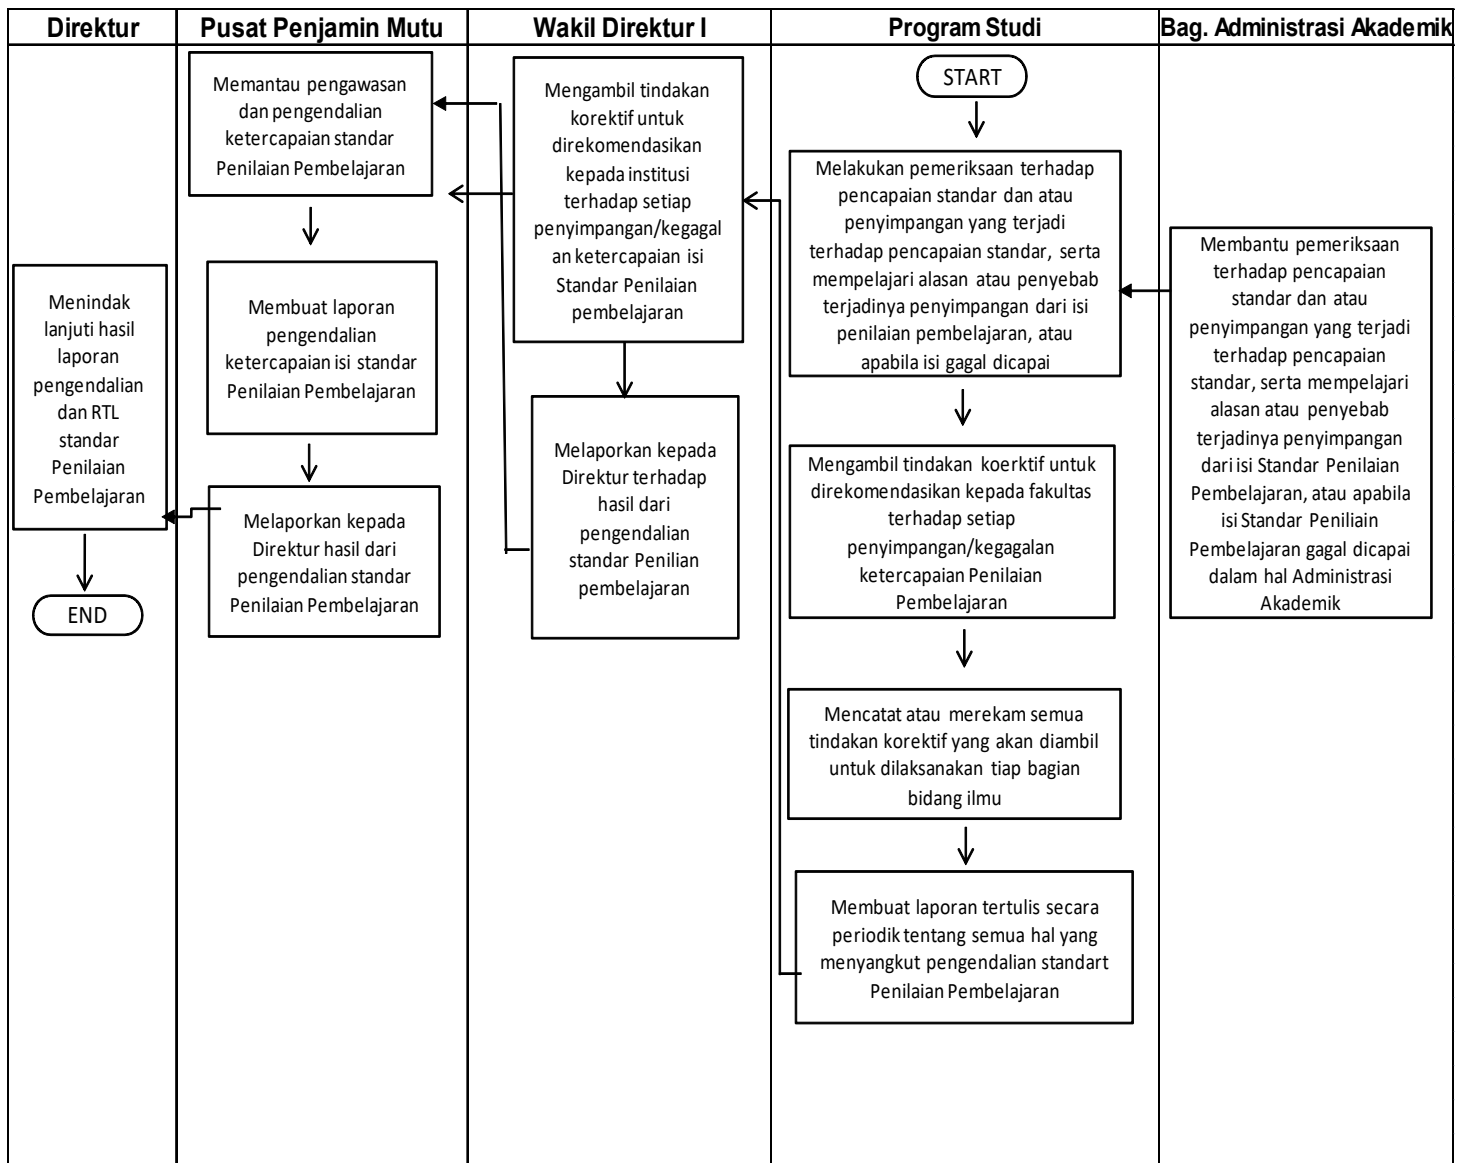 Direktur
Pusat Penjamin Mutu
Wakil Direktur I
Program Studi
Bag. Administrasi Akademik
Menindak
lanjuti hasil
laporan
pengendalian
dan RTL
standar
Penilaian
Pembelajaran
END
Memantau pengawasan
dan pengendalian
ketercapaian standar
Penilaian Pembelajaran
Membuat laporan
pengendalian
ketercapaian isi standar
Penilaian Pembelajaran
Melaporkan kepada
Direktur hasil dari
pengendalian standar
Penilaian Pembelajaran
Mengambil tindakan
korektif untuk
direkomendasikan
kepada institusi
terhadap setiap
penyimpangan/kegagal
an ketercapaian isi
Standar Penilaian
pembelajaran
Melaporkan kepada
Direktur terhadap
hasil dari
pengendalian
standar Penilian
pembelajaran
START
Melakukan pemeriksaan terhadap
pencapaian standar dan atau
penyimpangan yang terjadi
terhadap pencapaian standar, serta
mempelajari alasan atau penyebab
terjadinya penyimpangan dari isi
penilaian pembelajaran, atau
apabila isi gagal dicapai
Mengambil tindakan koerktif untuk
direkomendasikan kepada fakultas
terhadap setiap
penyimpangan/kegagalan
ketercapaian Penilaian
Pembelajaran
Mencatat atau merekam semua
tindakan korektif yang akan diambil
untuk dilaksanakan tiap bagian
bidang ilmu
Membuat laporan tertulis secara
periodik tentang semua hal yang
menyangkut pengendalian standart
Penilaian Pembelajaran
Membantu pemeriksaan
terhadap pencapaian
standar dan atau
penyimpangan yang terjadi
terhadap pencapaian
standar, serta mempelajari
alasan atau penyebab
terjadinya penyimpangan
dari isi Standar Penilaian
Pembelajaran, atau apabila
isi Standar Peniliain
Pembelajaran gagal dicapai
dalam hal Administrasi
Akademik